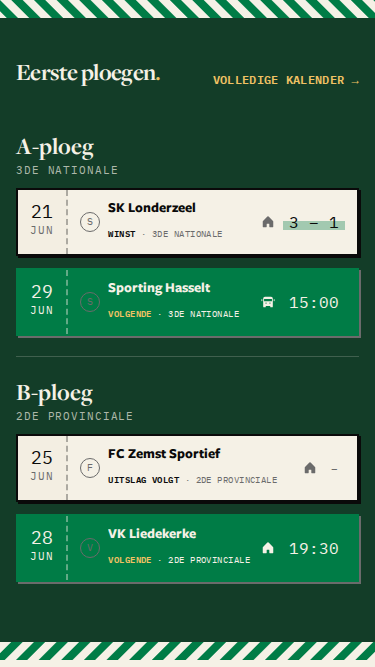 Eerste ploegen.
VOLLEDIGE KALENDER →
A-ploeg
3DE NATIONALE
21 JUN
S
SK Londerzeel
WINST · 3DE NATIONALE
3 – 1
29 JUN
S
Sporting Hasselt
VOLGENDE · 3DE NATIONALE
15:00
B-ploeg
2DE PROVINCIALE
25 JUN
F
FC Zemst Sportief
UITSLAG VOLGT · 2DE PROVINCIALE
–
28 JUN
V
VK Liedekerke
VOLGENDE · 2DE PROVINCIALE
19:30